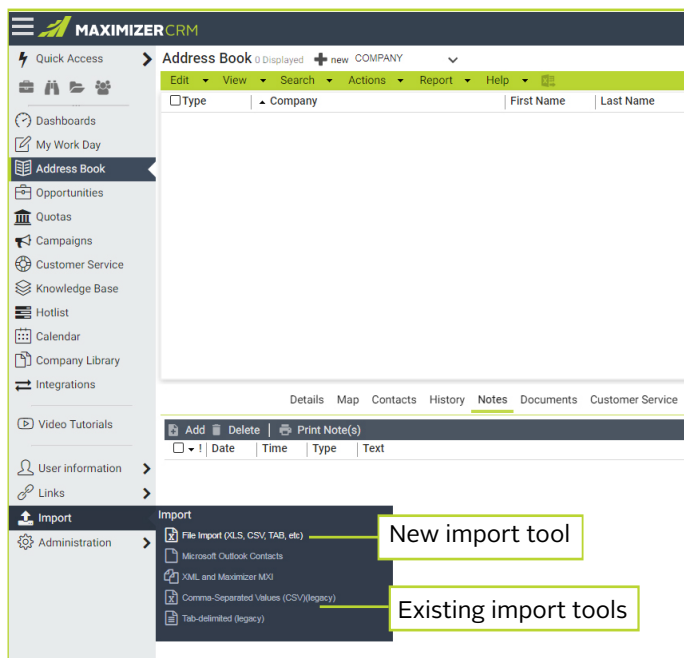 MAXIMIZER CRM
Quick Access
Dashboards
My Work Day
Address Book
Opportunities
Quotas
Campaigns
Customer Service
Knowledge Base
Hotlist
Calendar
Company Library
Integrations
Video Tutorials
User information
Links
Import
Administration
Address Book 0 Displayed new COMPANY
Edit View Search Actions Report Help
Type Company First Name Last Name
Details Map Contacts History Notes Documents Customer Service
Add Delete | Print Note(s)
! Date Time Type Text
Import
File Import (XLS, CSV, TAB, etc)
Microsoft Outlook Contacts
XML and Maximizer MXI
Comma-Separated Values (CSV)(legacy)
Tab-delimited (legacy)
New import tool
Existing import tools